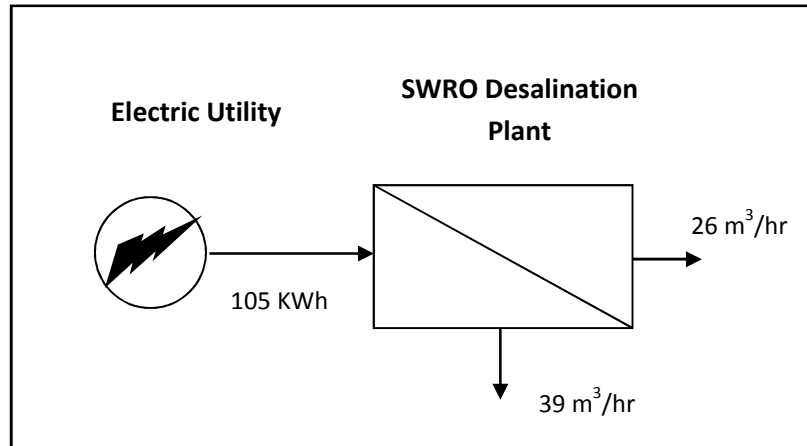 Electric Utility
SWRO Desalination
Plant
26 m³/hr
105 KWh
39 m³/hr